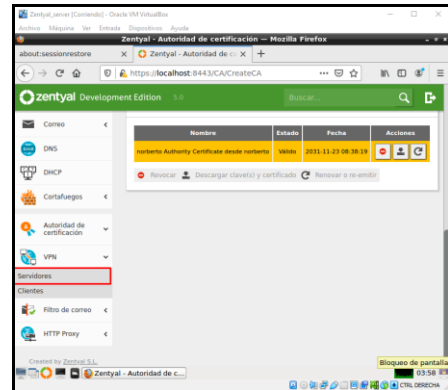 Zentyal_server [Corriendo] - Oracle VM VirtualBox
Archivo Máquina Ver Entrada Dispositivos Ayuda
Zentyal - Autoridad de certificación — Mozilla Firefox
about:sessionrestore
Zentyal - Autoridad de ce
https://localhost:8443/CA/CreateCA
zentyal Development Edition 5.0
Buscar...
Correo
DNS
DHCP
Cortafuegos
Autoridad de certificación
VPN
Servidores
Clientes
Filtro de correo
HTTP Proxy
Nombre Estado Fecha Acciones
norberto Authority Certificate desde norberto Válido 2031-11-23 08:38:19
Revocar Descargar clave(s) y certificado Renovar o re-emitir
Created by Zentyal S.L.
Bloqueo de pantalla
Zentyal - Autoridad de c...
03:58
CTRL DERECHA